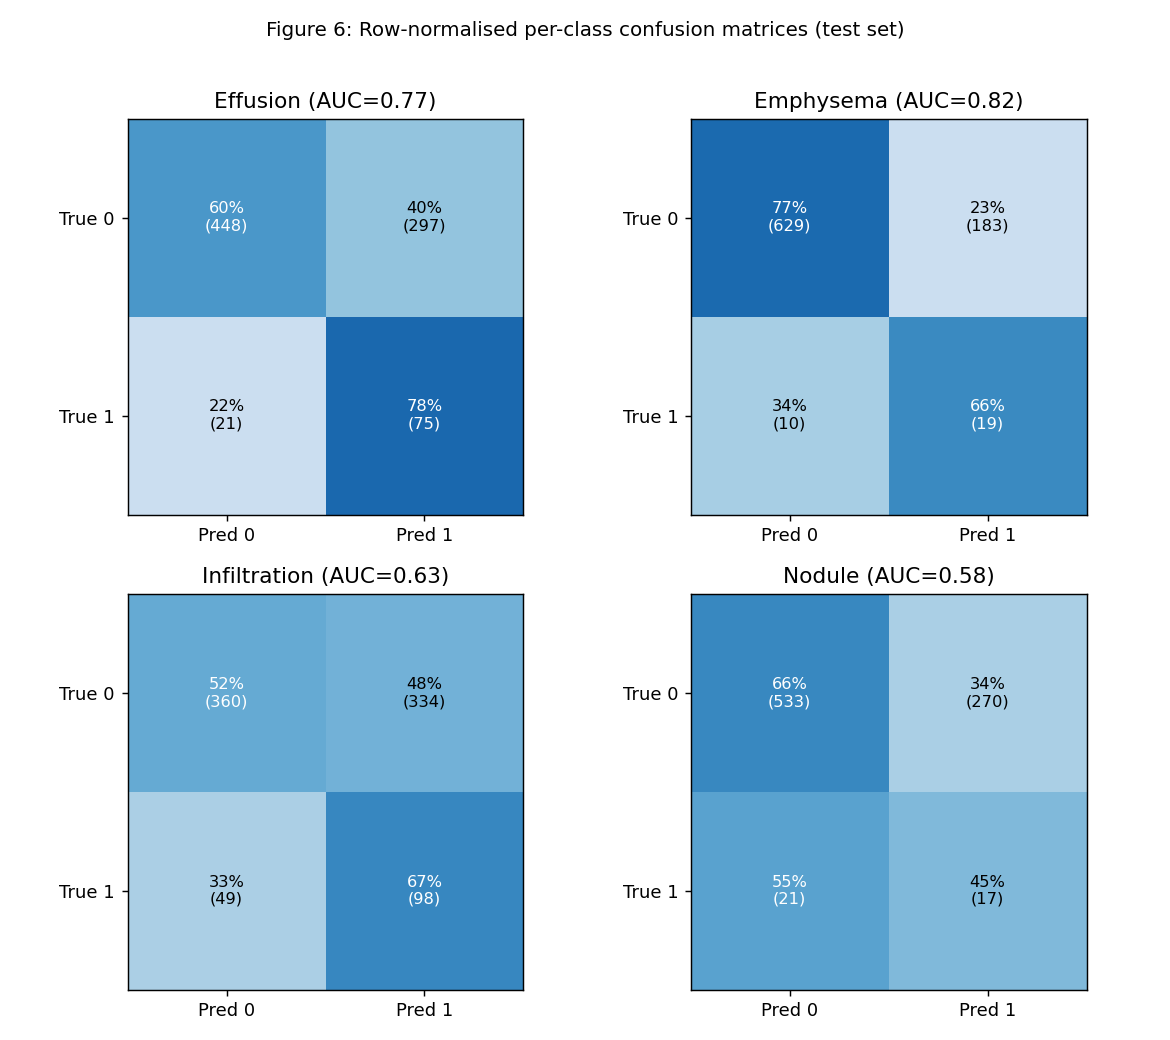 Figure 6: Row-normalised per-class confusion matrices (test set)
Effusion (AUC=0.77)
True 0
60%
(448)
40%
(297)
True 1
22%
(21)
78%
(75)
Pred 0
Pred 1
Emphysema (AUC=0.82)
True 0
77%
(629)
23%
(183)
True 1
34%
(10)
66%
(19)
Pred 0
Pred 1
Infiltration (AUC=0.63)
True 0
52%
(360)
48%
(334)
True 1
33%
(49)
67%
(98)
Pred 0
Pred 1
Nodule (AUC=0.58)
True 0
66%
(533)
34%
(270)
True 1
55%
(21)
45%
(17)
Pred 0
Pred 1